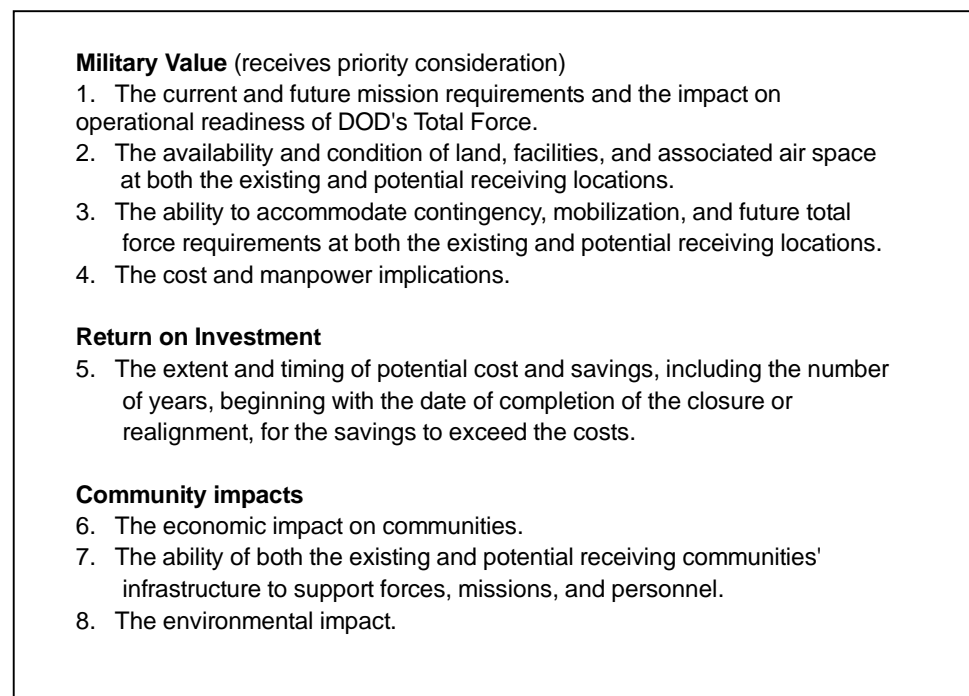 Military Value (receives priority consideration)
1. The current and future mission requirements and the impact on
operational readiness of DOD's Total Force.
2. The availability and condition of land, facilities, and associated air space
at both the existing and potential receiving locations.
3. The ability to accommodate contingency, mobilization, and future total
force requirements at both the existing and potential receiving locations.
4. The cost and manpower implications.
Return on Investment
5. The extent and timing of potential cost and savings, including the number
of years, beginning with the date of completion of the closure or
realignment, for the savings to exceed the costs.
Community impacts
6. The economic impact on communities.
7. The ability of both the existing and potential receiving communities'
infrastructure to support forces, missions, and personnel.
8. The environmental impact.